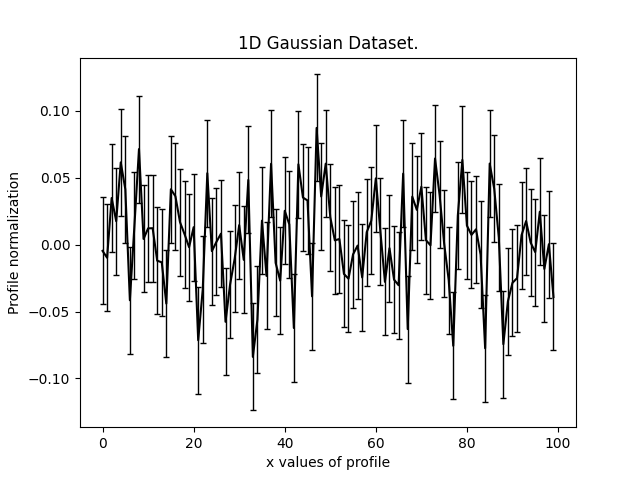 1D Gaussian Dataset.
Profile normalization
0.10
0.05
0.00
−0.05
−0.10
0 20 40 60 80 100
x values of profile